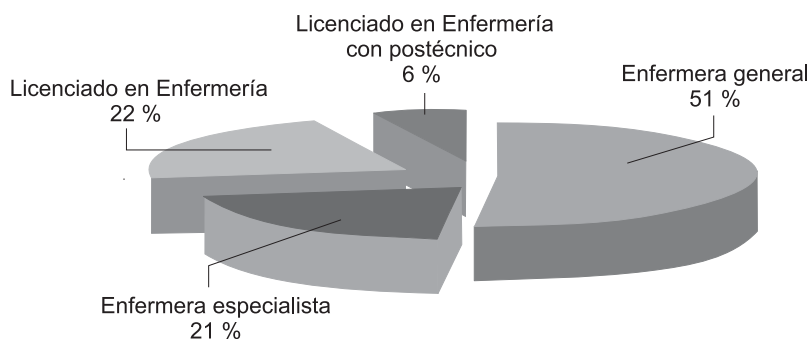 Licenciado en Enfermería
con postécnico
6 %
Enfermera general
51 %
Licenciado en Enfermería
22 %
Enfermera especialista
21 %